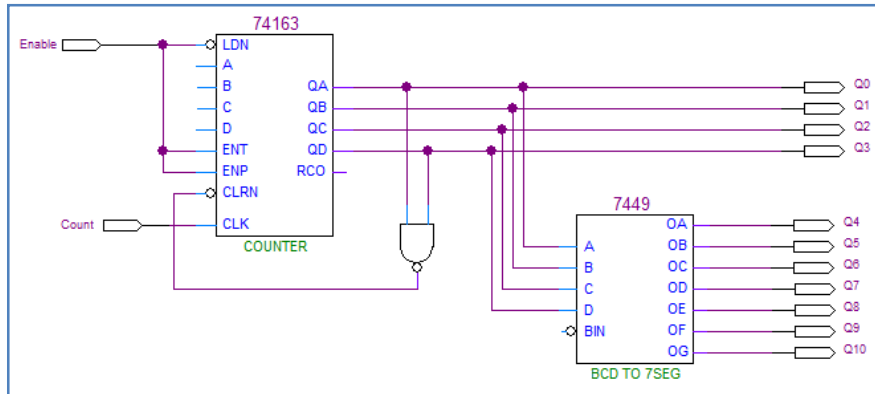 74163
Enable
LDN
A
B
C
D
ENT
ENP
CLRN
CLK
QA
QB
QC
QD
RCO
COUNTER
Count
Q0
Q1
Q2
Q3
7449
A
B
C
D
BIN
OA
OB
OC
OD
OE
OF
OG
BCD TO 7SEG
Q4
Q5
Q6
Q7
Q8
Q9
Q10